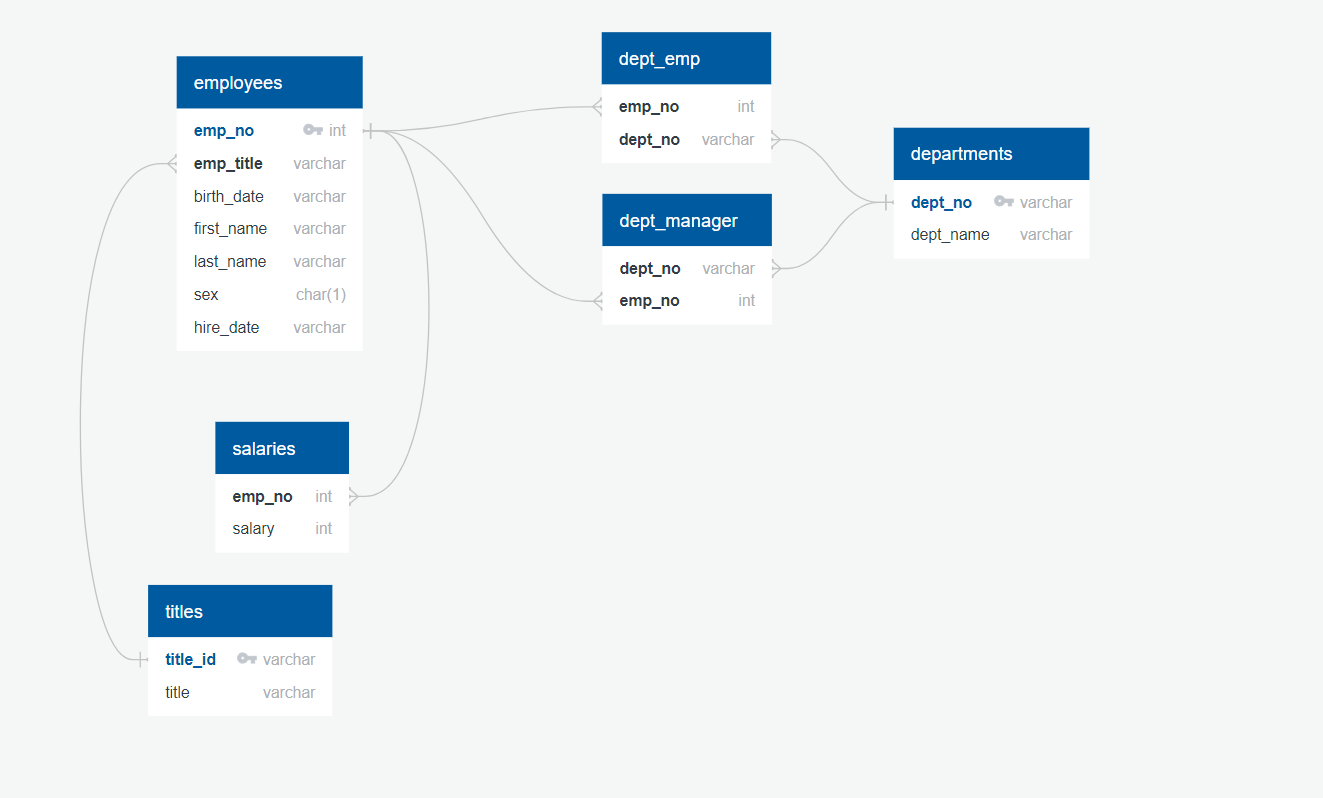 employees
emp_no int
emp_title varchar
birth_date varchar
first_name varchar
last_name varchar
sex char(1)
hire_date varchar
dept_emp
emp_no int
dept_no varchar
dept_manager
dept_no varchar
emp_no int
departments
dept_no varchar
dept_name varchar
salaries
emp_no int
salary int
titles
title_id varchar
title varchar